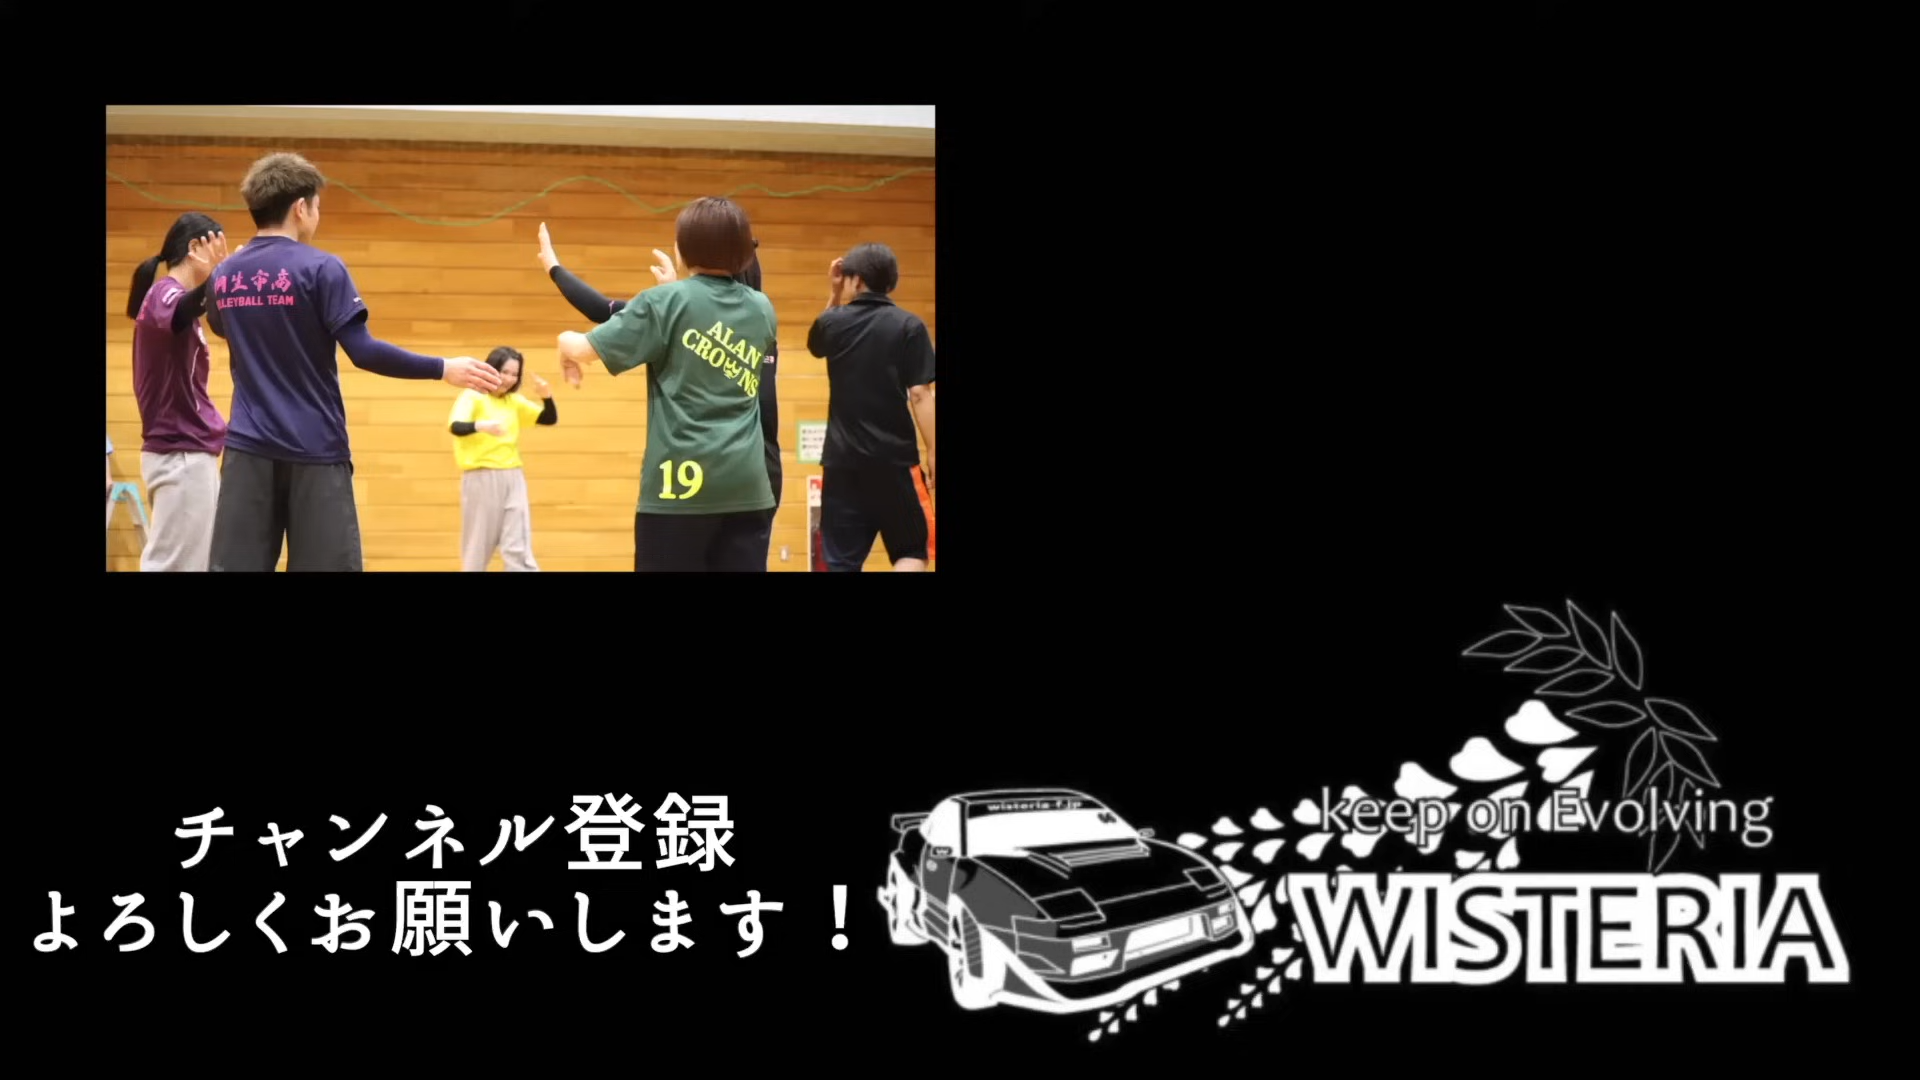 桐生市高
VOLLEYBALL TEAM
ALAN
CROWNS
19
チャンネル登録
よろしくお願いします！
wisteria-f.jp
keep on Evolving
WISTERIA